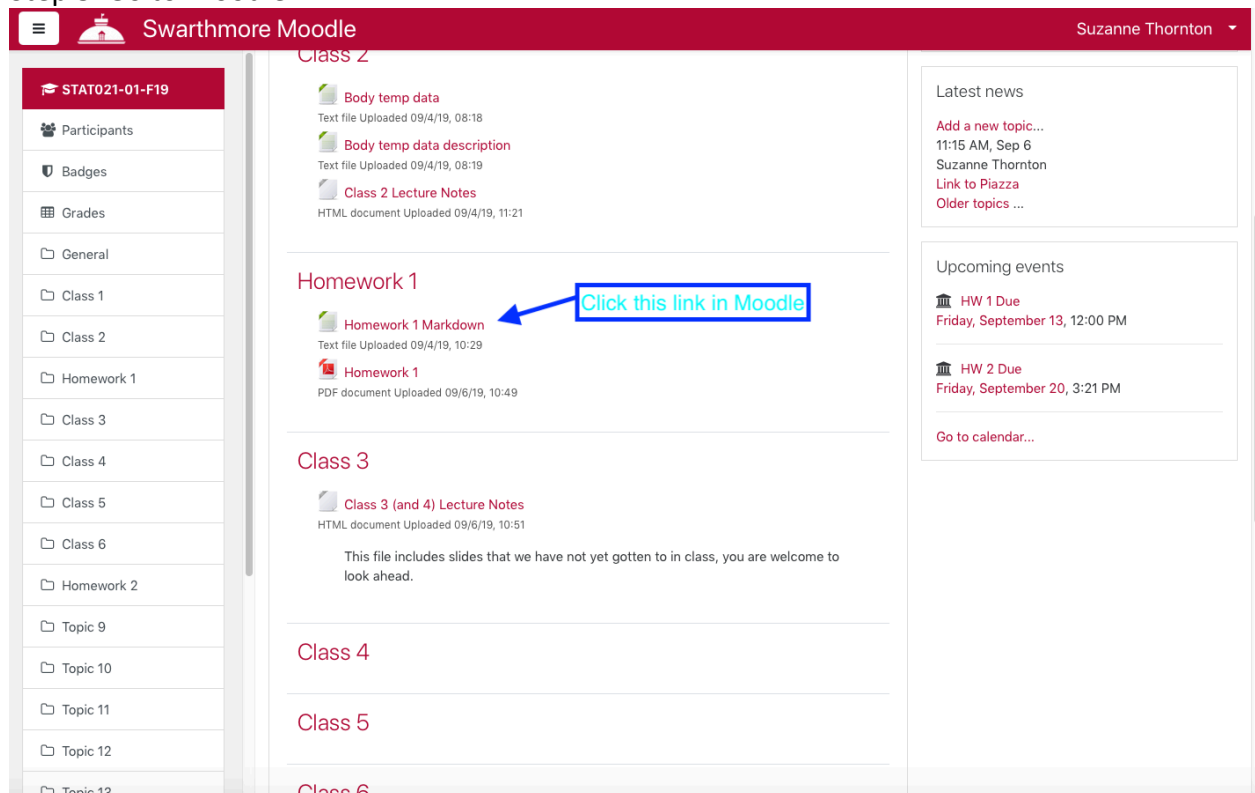 Swarthmore Moodle
Suzanne Thornton
STAT021-01-F19
Participants
Badges
Grades
General
Class 1
Class 2
Homework 1
Class 3
Class 4
Class 5
Class 6
Homework 2
Topic 9
Topic 10
Topic 11
Topic 12
Topic 13
Class 2
Body temp data
Text file Uploaded 09/4/19, 08:18
Body temp data description
Text file Uploaded 09/4/19, 08:19
Class 2 Lecture Notes
HTML document Uploaded 09/4/19, 11:21
Homework 1
Click this link in Moodle
Homework 1 Markdown
Text file Uploaded 09/4/19, 10:29
Homework 1
PDF document Uploaded 09/6/19, 10:49
Class 3
Class 3 (and 4) Lecture Notes
HTML document Uploaded 09/6/19, 10:51
This file includes slides that we have not yet gotten to in class, you are welcome to
look ahead.
Class 4
Class 5
Class 6
Latest news
Add a new topic...
11:15 AM, Sep 6
Suzanne Thornton
Link to Piazza
Older topics ...
Upcoming events
HW 1 Due
Friday, September 13, 12:00 PM
HW 2 Due
Friday, September 20, 3:21 PM
Go to calendar...